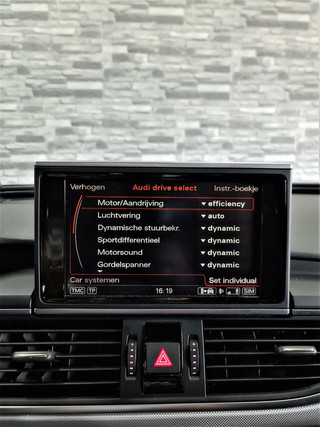 Verhogen Audi drive select Instr.-boekje
Motor/Aandrijving efficiency
Luchtvering auto
Dynamische stuurbekr. dynamic
Sportdifferentieel dynamic
Motorsound dynamic
Gordelspanner dynamic
Car systemen Set individual
TMC TP 16:19 SIM